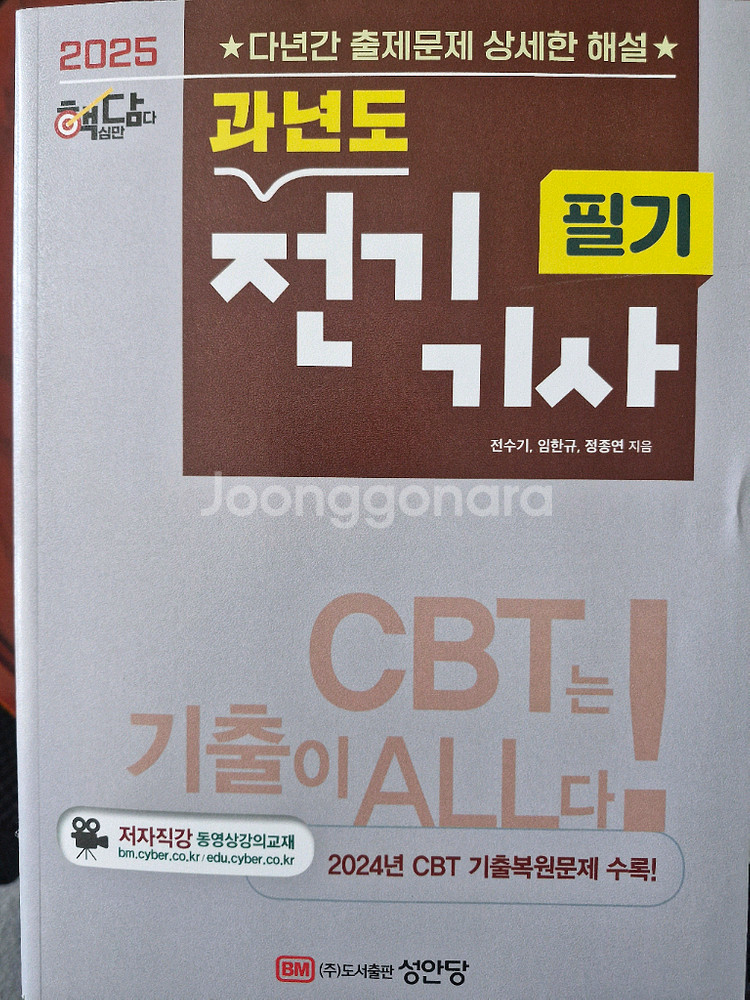 2025
★다년간 출제문제 상세한 해설★
핵심만 담다
과년도
전기
필기
기사
전수기, 임한규, 정종연 지음
Joonggonara
CBT는
기출이 ALL다!
저자직강 동영상강의교재
bm.cyber.co.kr / edu.cyber.co.kr
2024년 CBT 기출복원문제 수록!
BM (주)도서출판 성안당